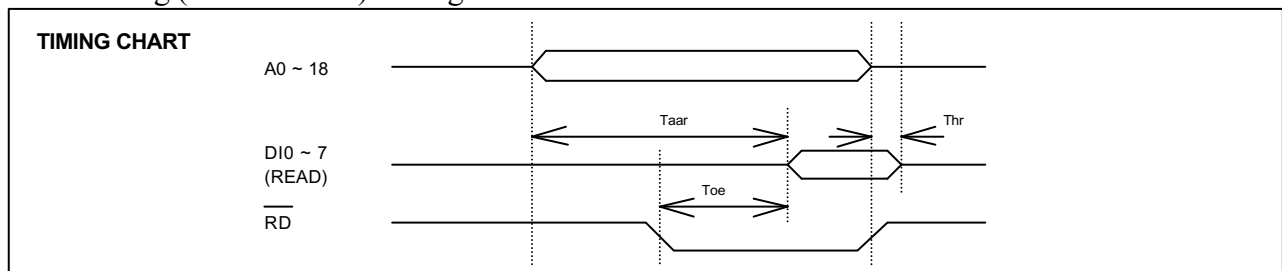 TIMING CHART
A0 ~ 18
Taar
Thr
DI0 ~ 7
(READ)
Toe
RD